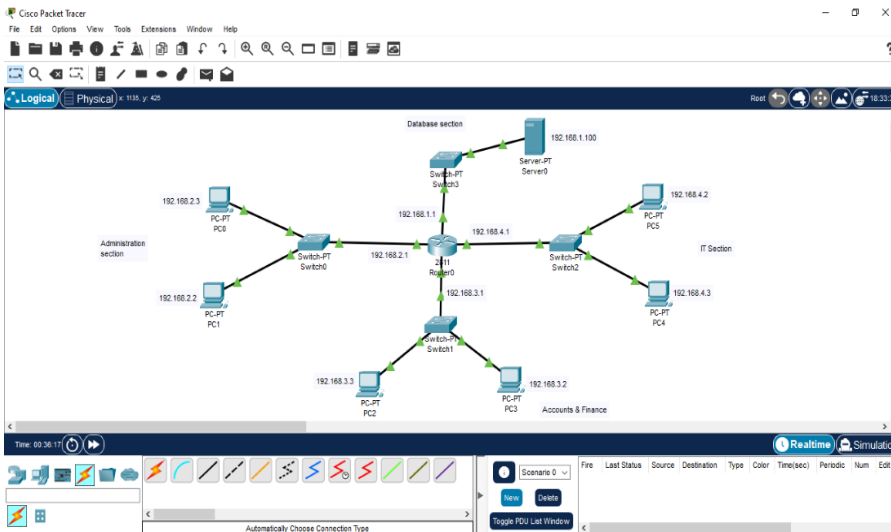 Cisco Packet Tracer
File Edit Options View Tools Extensions Window Help
Logical Physical x: 1135, y: 425 Root 18:33:
Database section
192.168.1.100
Switch-PT
Switch3
Server-PT
Server0
192.168.2.3
PC-PT
PC0
192.168.4.2
PC-PT
PC5
192.168.1.1
192.168.4.1
Administration
section
Switch-PT
Switch0
192.168.2.1
2811
Router0
Switch-PT
Switch2
IT Section
192.168.2.2
PC-PT
PC1
192.168.3.1
192.168.4.3
PC-PT
PC4
Switch-PT
Switch1
192.168.3.3
PC-PT
PC2
192.168.3.2
PC-PT
PC3
Accounts & Finance
Time: 00:36:17 Realtime Simulatio
Scenario 0
Fire Last Status Source Destination Type Color Time(sec) Periodic Num Edit
New Delete
Toggle PDU List Window
Automatically Choose Connection Type